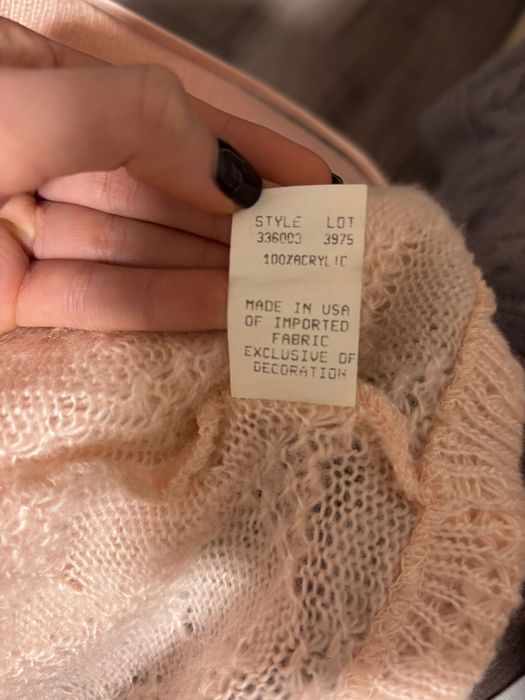 STYLE LOT
336003 3975
100%ACRYLIC
MADE IN USA
OF IMPORTED
FABRIC
EXCLUSIVE OF
DECORATION